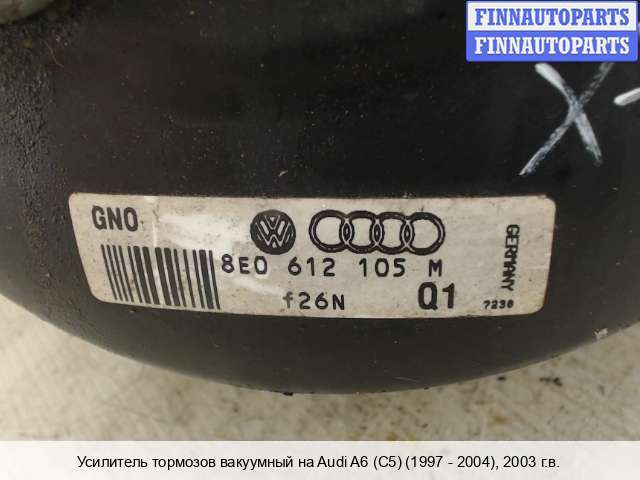 FINNAUTOPARTS
FINNAUTOPARTS
GNO
8E0 612 105 M
f26N
Q1
GERMANY
7236
Усилитель тормозов вакуумный на Audi A6 (C5) (1997 - 2004), 2003 г.в.